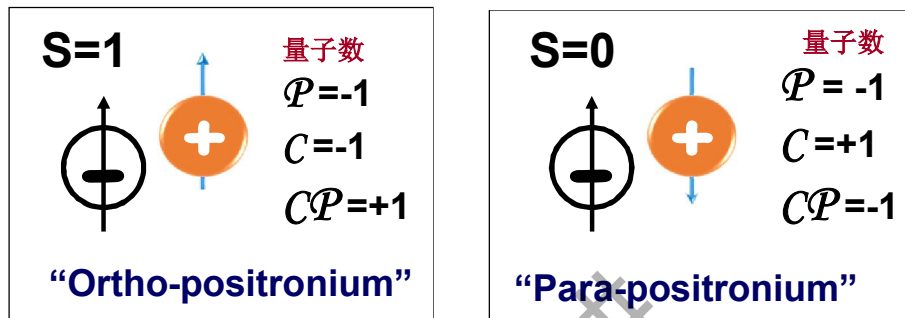 S=1
量子数
𝒫=-1
C=-1
C𝒫=+1
“Ortho-positronium”
S=0
量子数
𝒫= -1
C=+1
C𝒫=-1
“Para-positronium”